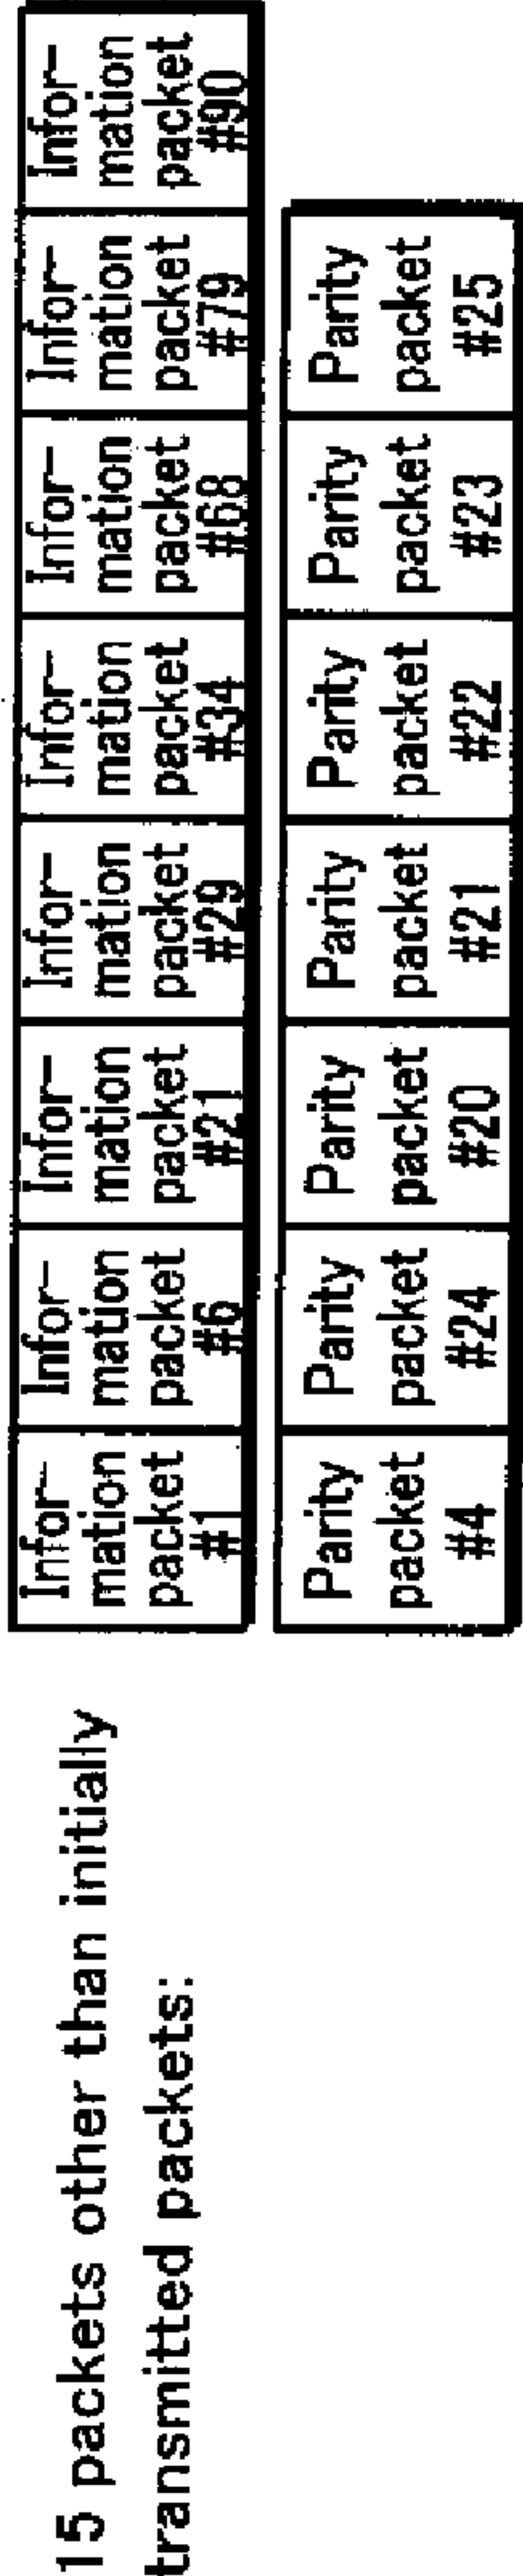 15 packets other than initially
transmitted packets:
Infor-
mation
packet
#1
Infor-
mation
packet
#6
Infor-
mation
packet
#21
Infor-
mation
packet
#29
Infor-
mation
packet
#34
Infor-
mation
packet
#68
Infor-
mation
packet
#79
Infor-
mation
packet
#90
Parity
packet
#4
Parity
packet
#24
Parity
packet
#20
Parity
packet
#21
Parity
packet
#22
Parity
packet
#23
Parity
packet
#25